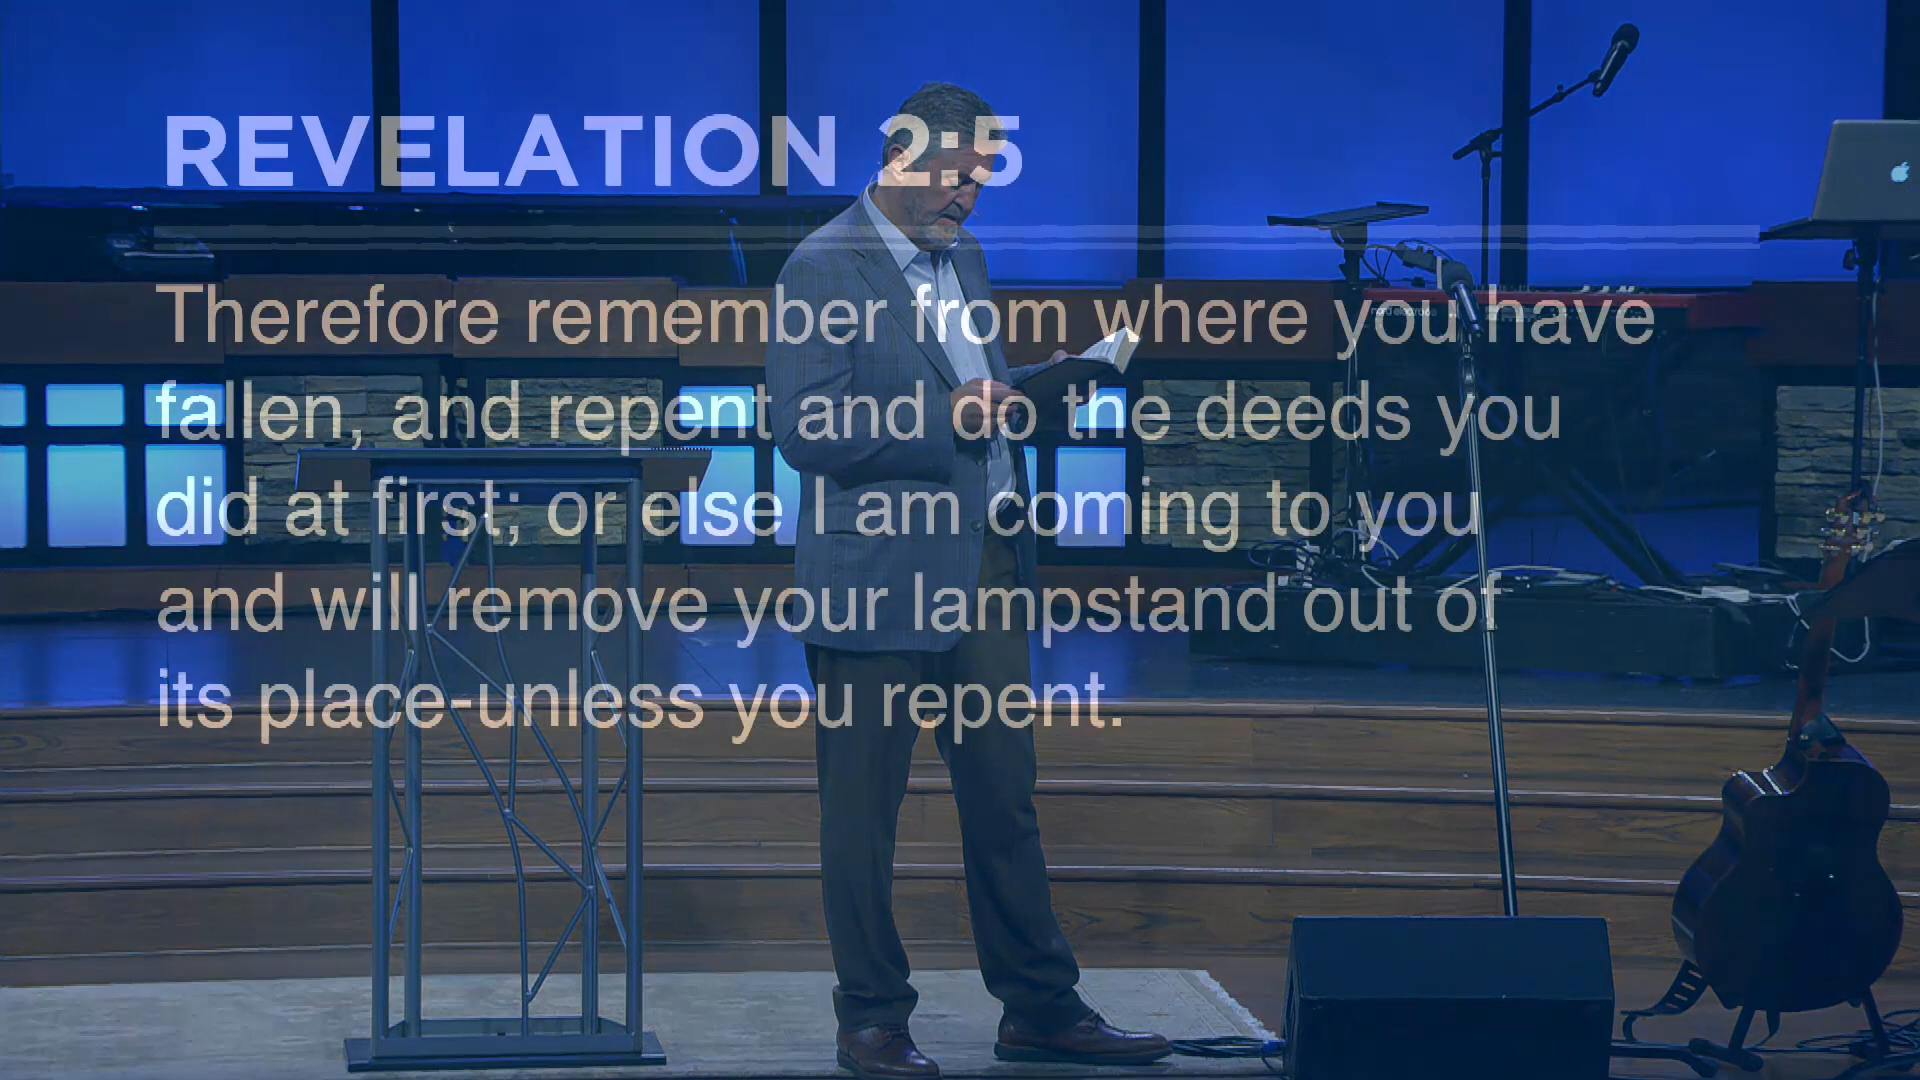 REVELATION 2:5
Therefore remember from where you have
fallen, and repent and do the deeds you
did at first; or else I am coming to you
and will remove your lampstand out of
its place-unless you repent.